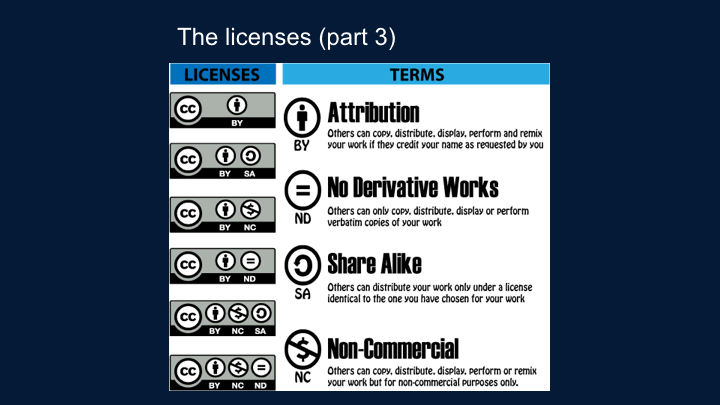 The licenses (part 3)
LICENSES
TERMS
cc
BY
cc
BY SA
cc
BY NC
cc
BY ND
cc
BY NC SA
cc
BY NC ND
BY
Attribution
Others can copy, distribute, display, perform and remix
your work if they credit your name as requested by you
ND
No Derivative Works
Others can only copy, distribute, display or perform
verbatim copies of your work
SA
Share Alike
Others can distribute your work only under a license
identical to the one you have chosen for your work
NC
Non-Commercial
Others can copy, distribute, display, perform or remix
your work but for non-commercial purposes only.